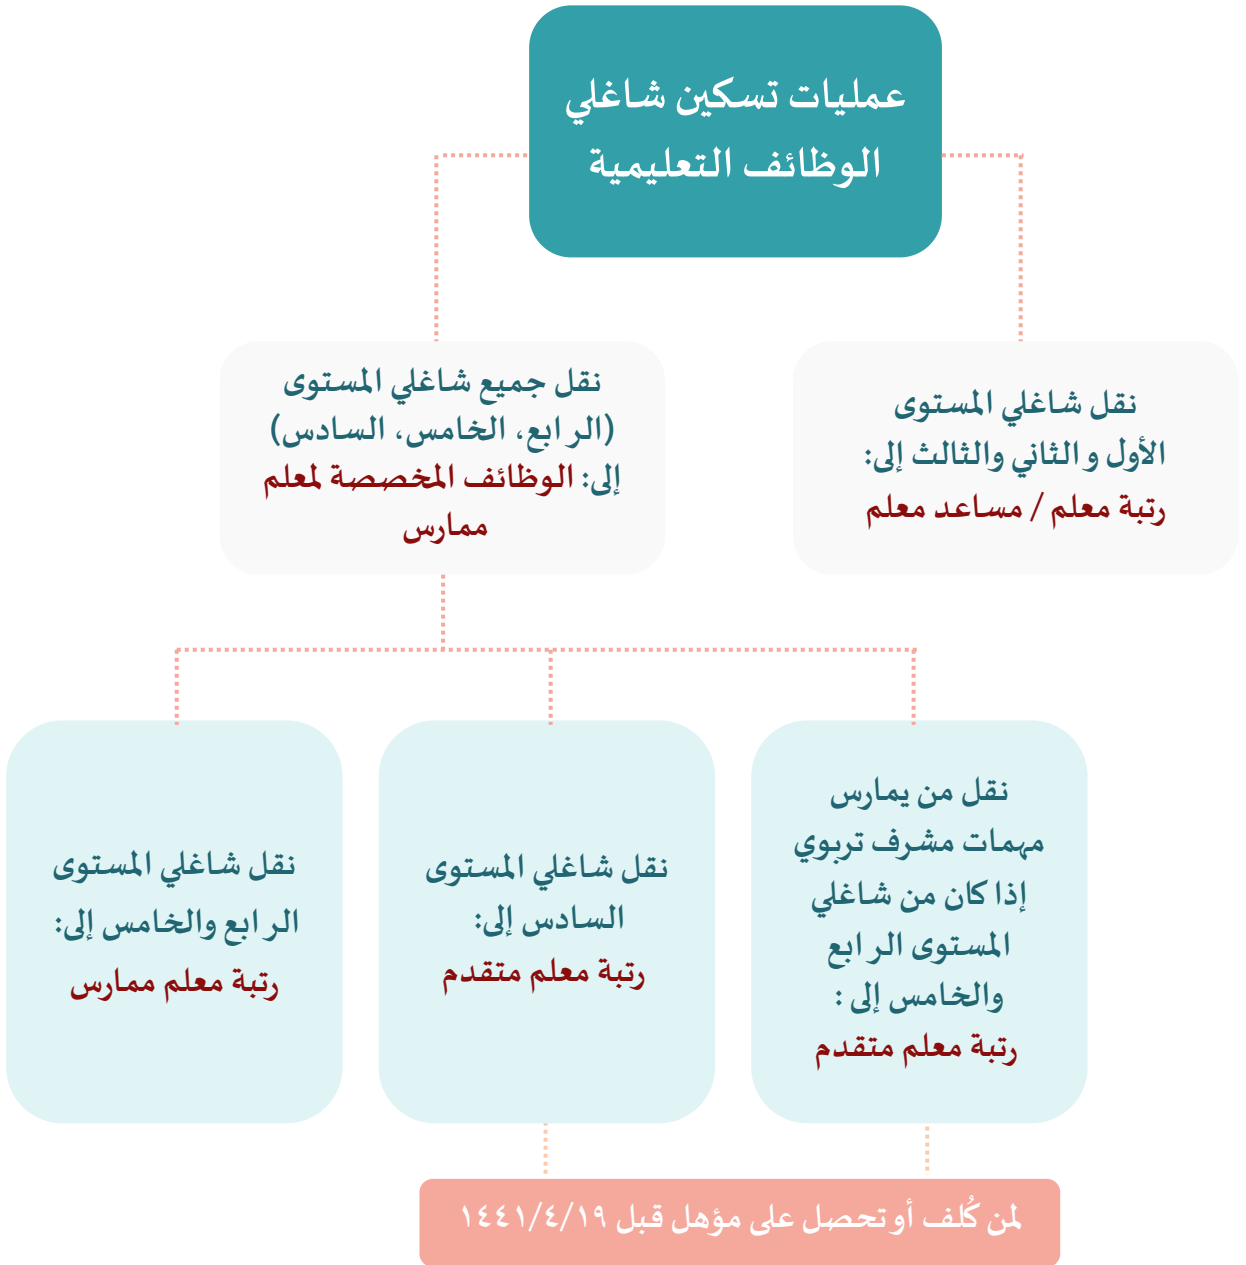 عمليات تسكين شاغلي
الوظائف التعليمية
نقل شاغلي المستوى
الأول والثاني والثالث إلى:
رتبة معلم / مساعد معلم
نقل جميع شاغلي المستوى
(الرابع، الخامس، السادس)
إلى: الوظائف المخصصة لمعلم
ممارس
نقل من يمارس
مهمات مشرف تربوي
إذا كان من شاغلي
المستوى الرابع
والخامس إلى :
رتبة معلم متقدم
نقل شاغلي المستوى
السادس إلى:
رتبة معلم متقدم
نقل شاغلي المستوى
الرابع والخامس إلى:
رتبة معلم ممارس
لمن كُلف أو تحصل على مؤهل قبل ١٤٤١/٤/١٩